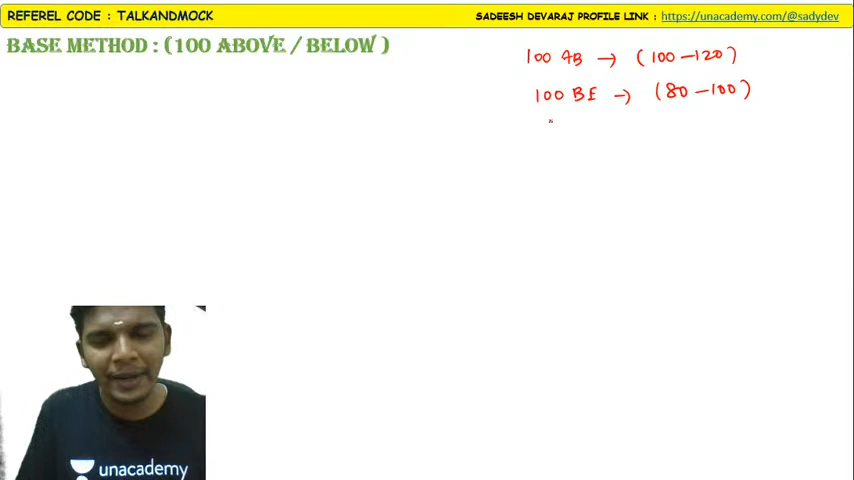 REFEREL CODE : TALKANDMOCK
SADEESH DEVARAJ PROFILE LINK : https://unacademy.com/@sadydev
BASE METHOD : (100 ABOVE / BELOW )
100 AB → (100 - 120)
100 BE → (80 - 100)
unacademy